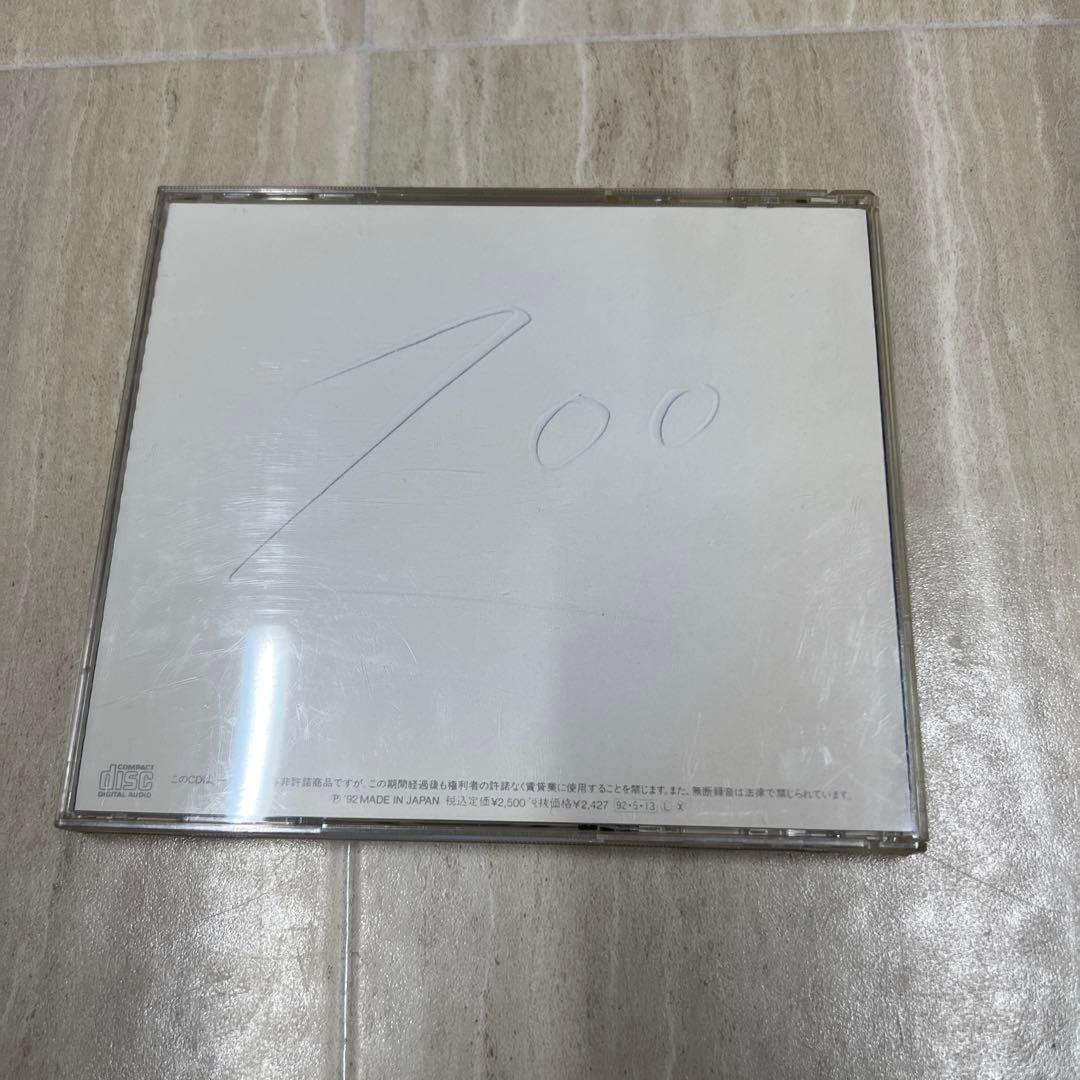 700
COMPACT
disc
DIGITAL AUDIO
このCDは 非許諾商品ですが、この期間経過後も権利者の許諾なく賃貸業に使用することを禁じます。また、無断録音は法律で禁じられています。
Ⓟ '92 MADE IN JAPAN 税込定価¥2,500 税抜価格¥2,427 92・5・13 Ⓛ Ⓧ